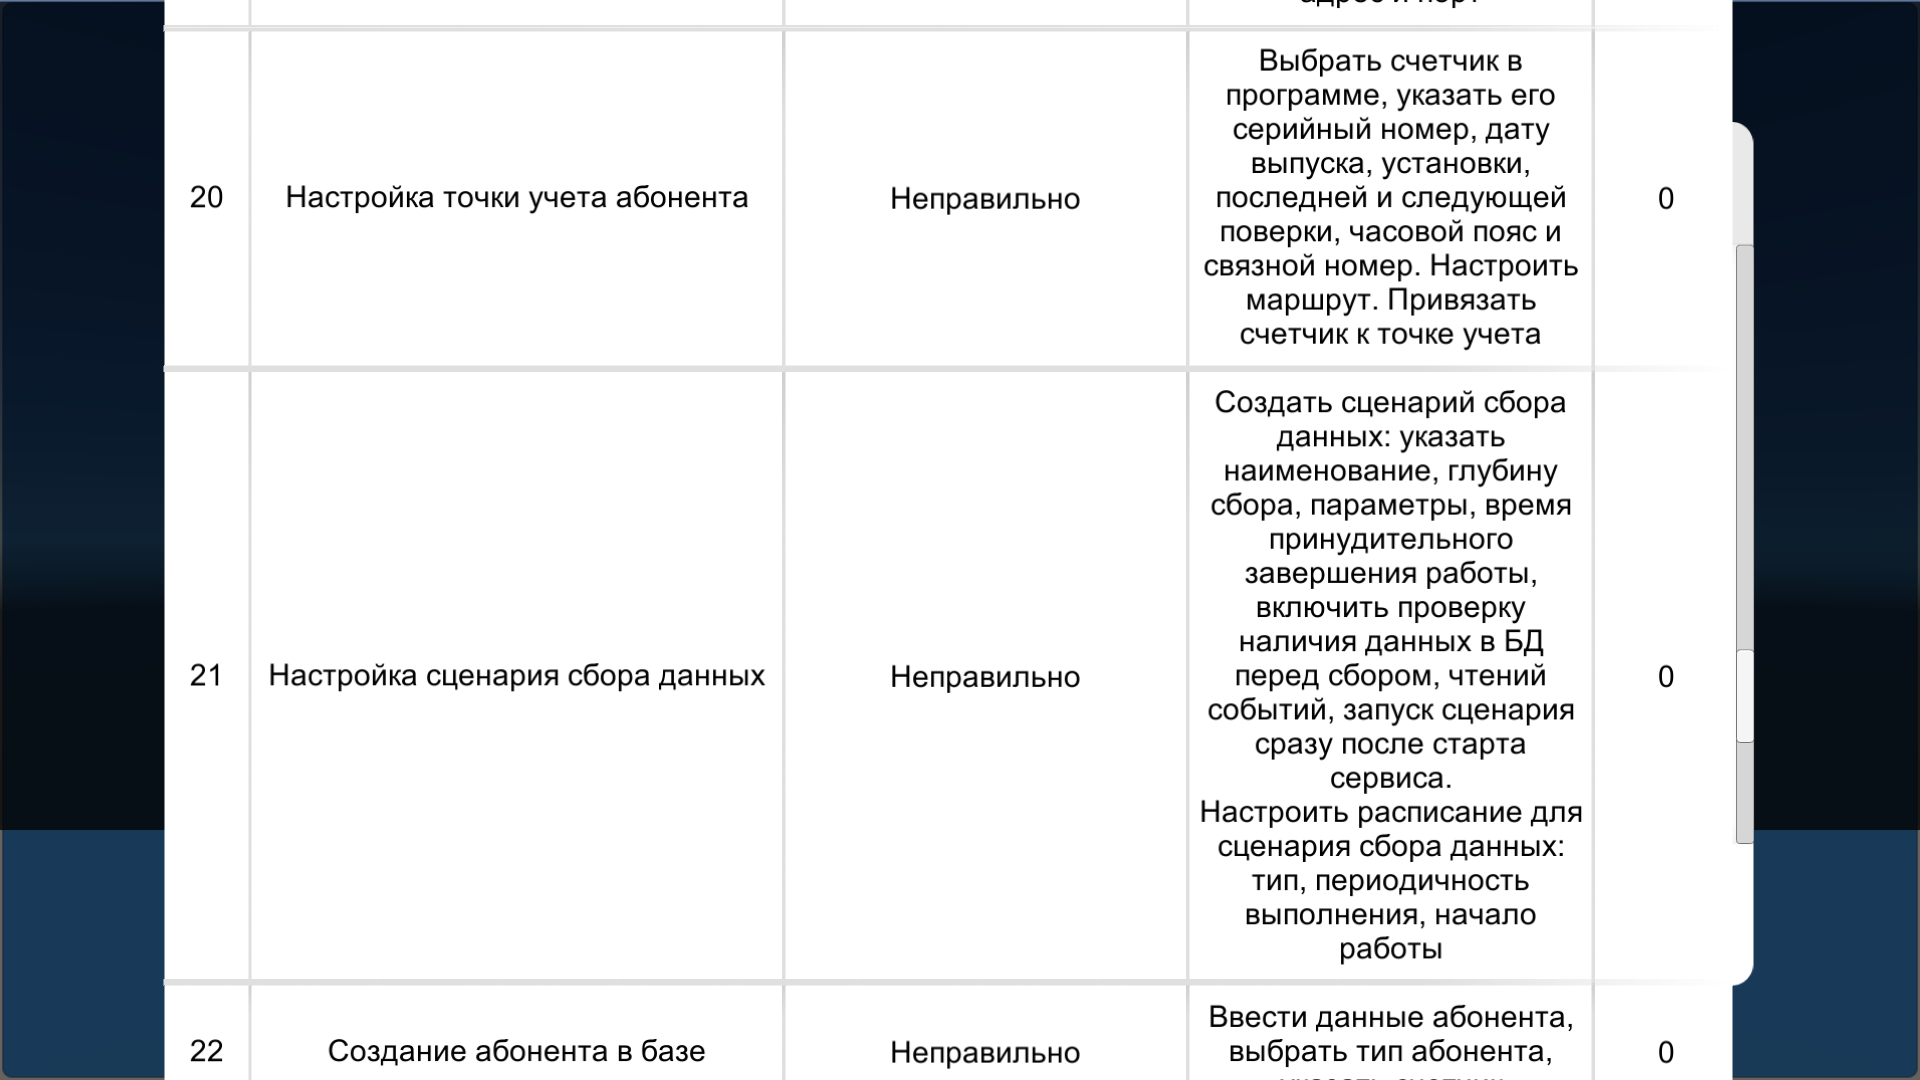 20
Настройка точки учета абонента
Неправильно
Выбрать счетчик в
программе, указать его
серийный номер, дату
выпуска, установки,
последней и следующей
поверки, часовой пояс и
связной номер. Настроить
маршрут. Привязать
счетчик к точке учета
0
21
Настройка сценария сбора данных
Неправильно
Создать сценарий сбора
данных: указать
наименование, глубину
сбора, параметры, время
принудительного
завершения работы,
включить проверку
наличия данных в БД
перед сбором, чтений
событий, запуск сценария
сразу после старта
сервиса.
Настроить расписание для
сценария сбора данных:
тип, периодичность
выполнения, начало
работы
0
22
Создание абонента в базе
Неправильно
Ввести данные абонента,
выбрать тип абонента,
0